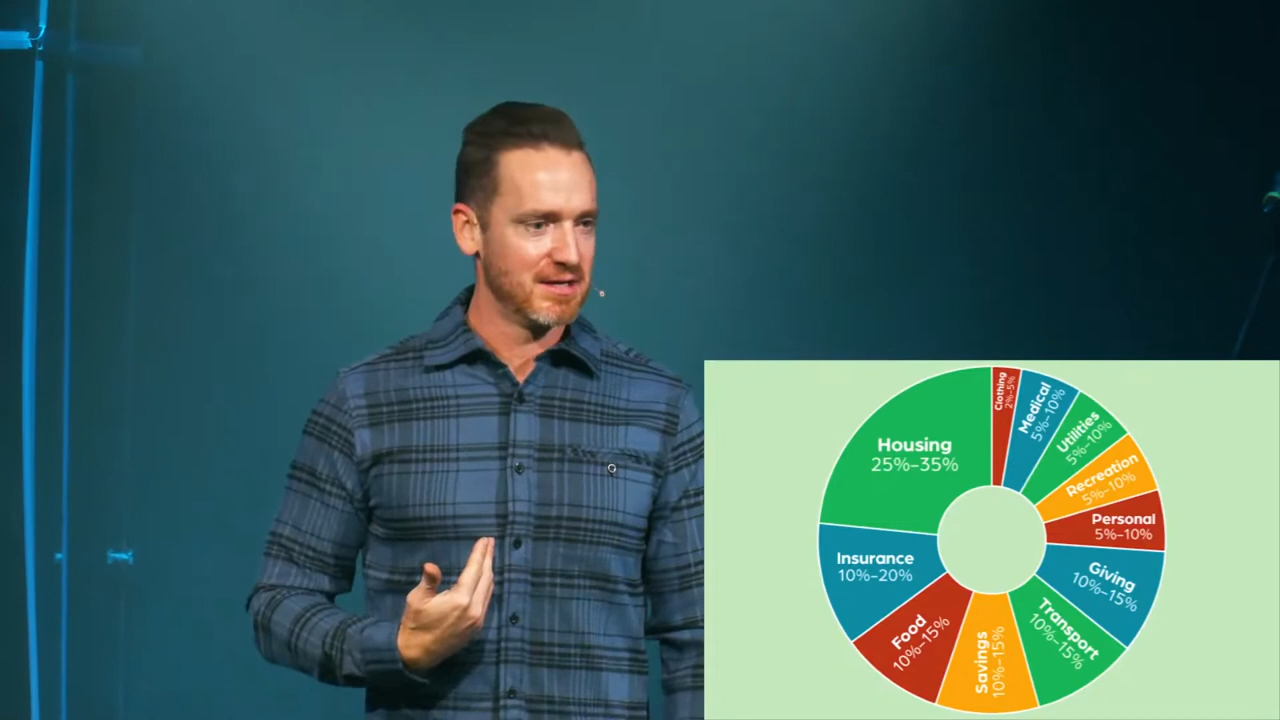 Clothing
2%–5%
Medical
5%–10%
Utilities
5%–10%
Recreation
5%–10%
Personal
5%–10%
Giving
10%–15%
Transport
10%–15%
Savings
10%–15%
Food
10%–15%
Insurance
10%–20%
Housing
25%–35%